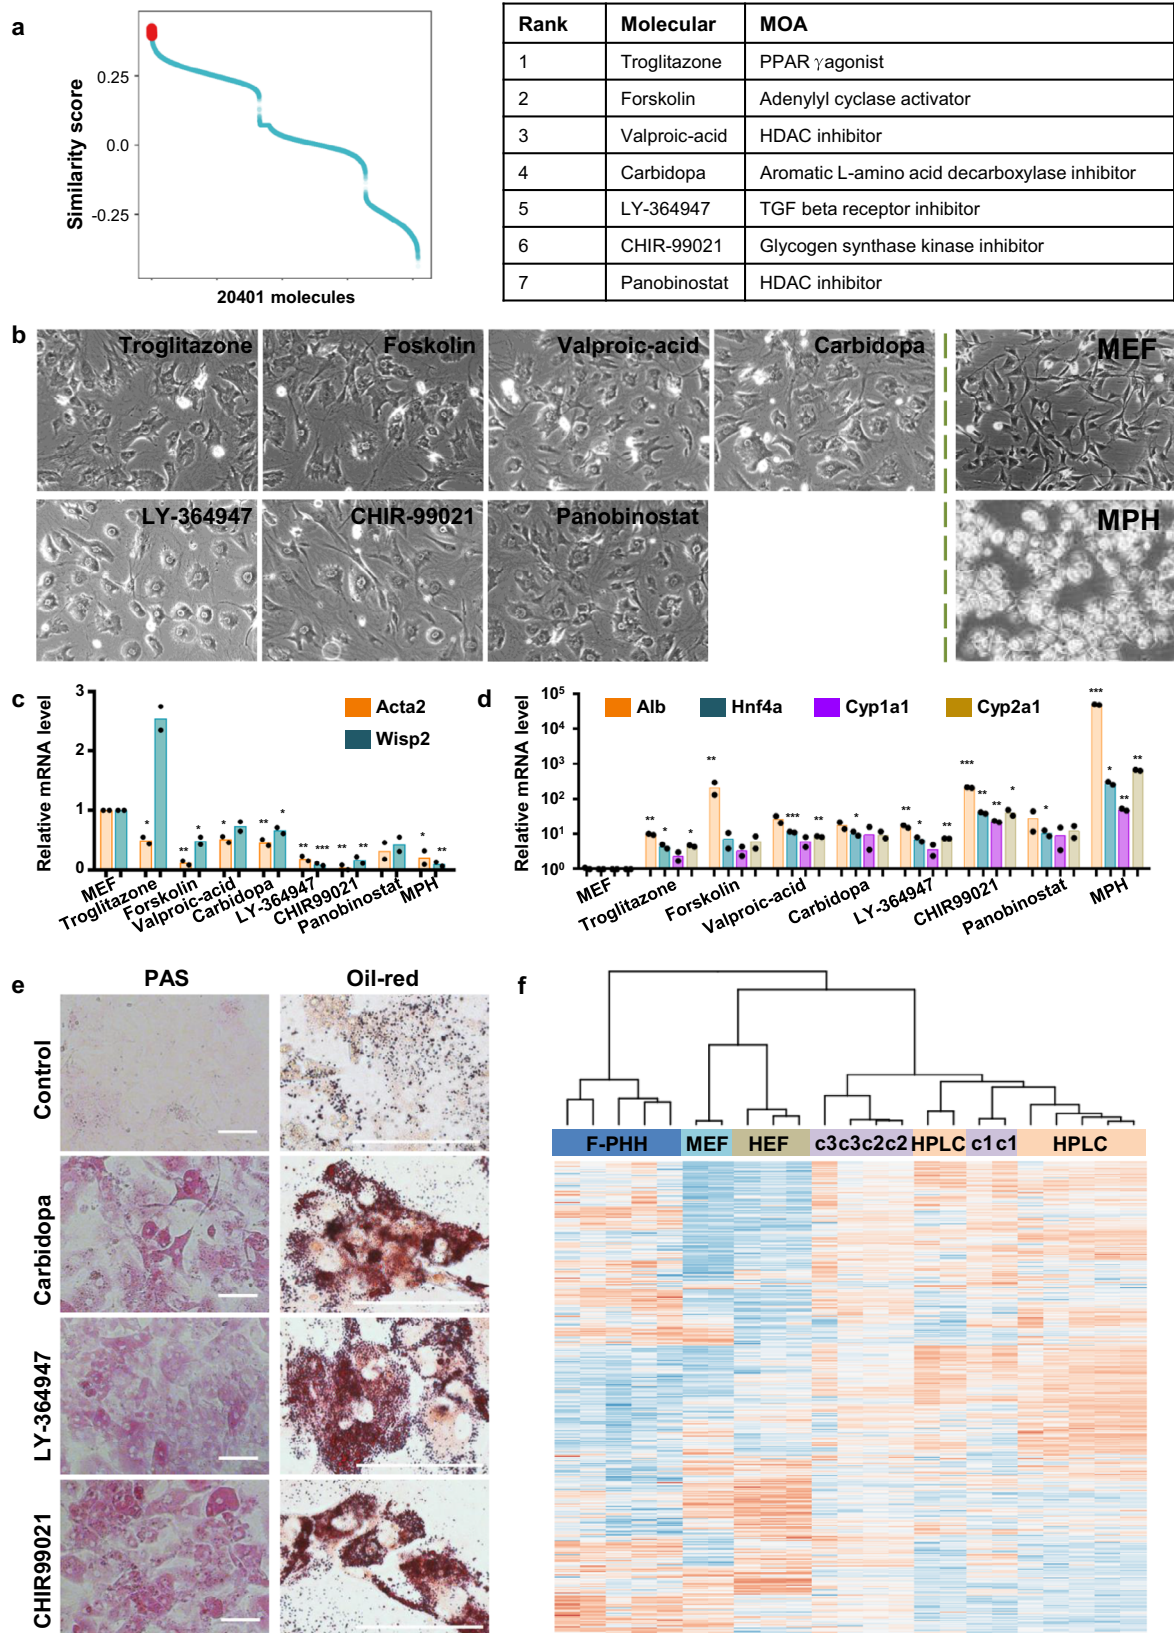 a
Similarity score
0.25
0.0
-0.25
20401 molecules
Rank Molecular MOA
1 Troglitazone PPAR γagonist
2 Forskolin Adenylyl cyclase activator
3 Valproic-acid HDAC inhibitor
4 Carbidopa Aromatic L-amino acid decarboxylase inhibitor
5 LY-364947 TGF beta receptor inhibitor
6 CHIR-99021 Glycogen synthase kinase inhibitor
7 Panobinostat HDAC inhibitor
b
Troglitazone Foskolin Valproic-acid Carbidopa MEF
LY-364947 CHIR-99021 Panobinostat MPH
c
Relative mRNA level
3
2
1
0
Acta2
Wisp2
* * * * ** * ** *** ** ** * **
MEF Troglitazone Forskolin Valproic-acid Carbidopa LY-364947 CHIR99021 Panobinostat MPH
d
Relative mRNA level
10⁵
10⁴
10³
10²
10¹
10⁰
Alb Hnf4a Cyp1a1 Cyp2a1
** * * ** *** ** * ** * ** *** ** ** * * *** * ** **
MEF Troglitazone Forskolin Valproic-acid Carbidopa LY-364947 CHIR99021 Panobinostat MPH
e
PAS Oil-red
Control
Carbidopa
LY-364947
CHIR99021
f
F-PHH MEF HEF c3c3c2c2 HPLC c1c1 HPLC